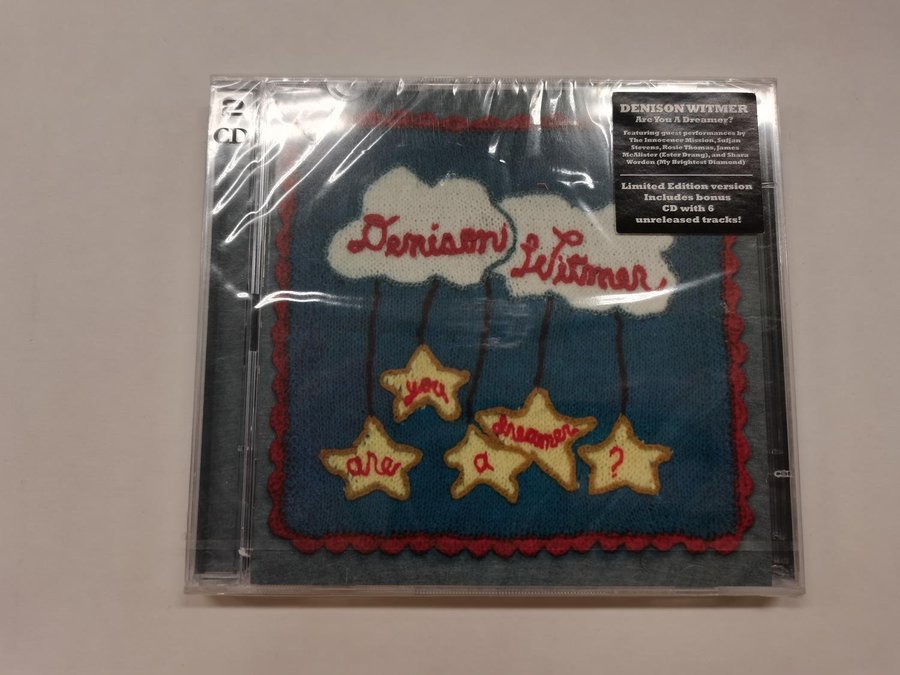 2
CD
DENISON WITMER
Are You A Dreamer?
Featuring guest performances by
The Innocence Mission, Sufjan
Stevens, Rosie Thomas, James
McAlister (Ester Drang), and Shara
Worden (My Brightest Diamond)
Limited Edition version
Includes bonus
CD with 6
unreleased tracks!
Denison
Witmer
you
are
a
dreamer
?